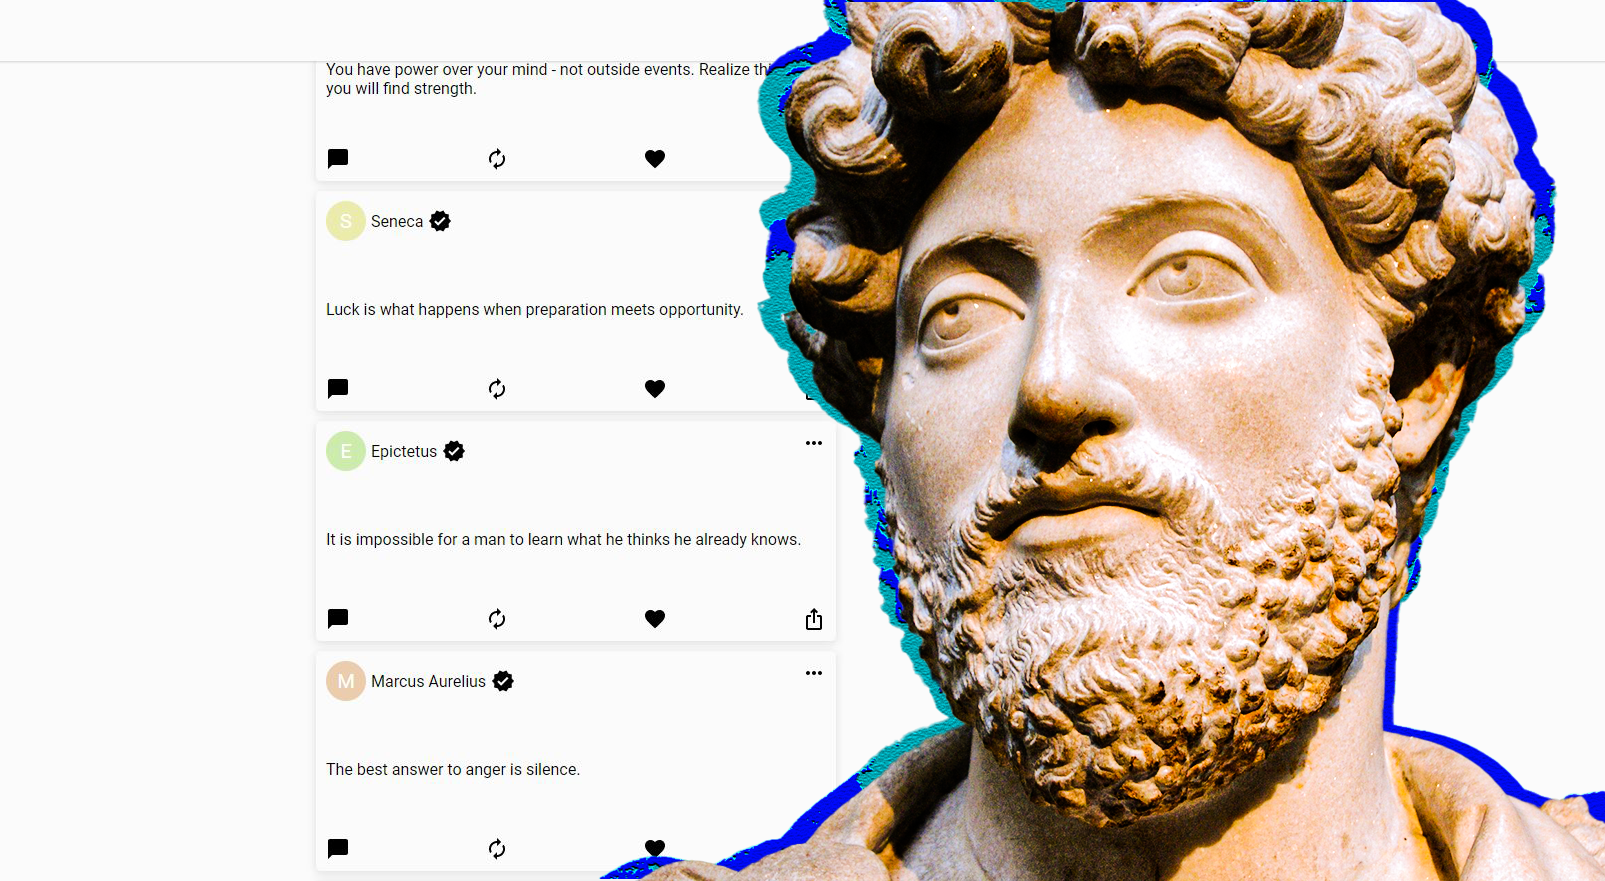 You have power over your mind - not outside events. Realize
you will find strength.
S Seneca
Luck is what happens when preparation meets opportunity.
E Epictetus
It is impossible for a man to learn what he thinks he already knows.
M Marcus Aurelius
The best answer to anger is silence.